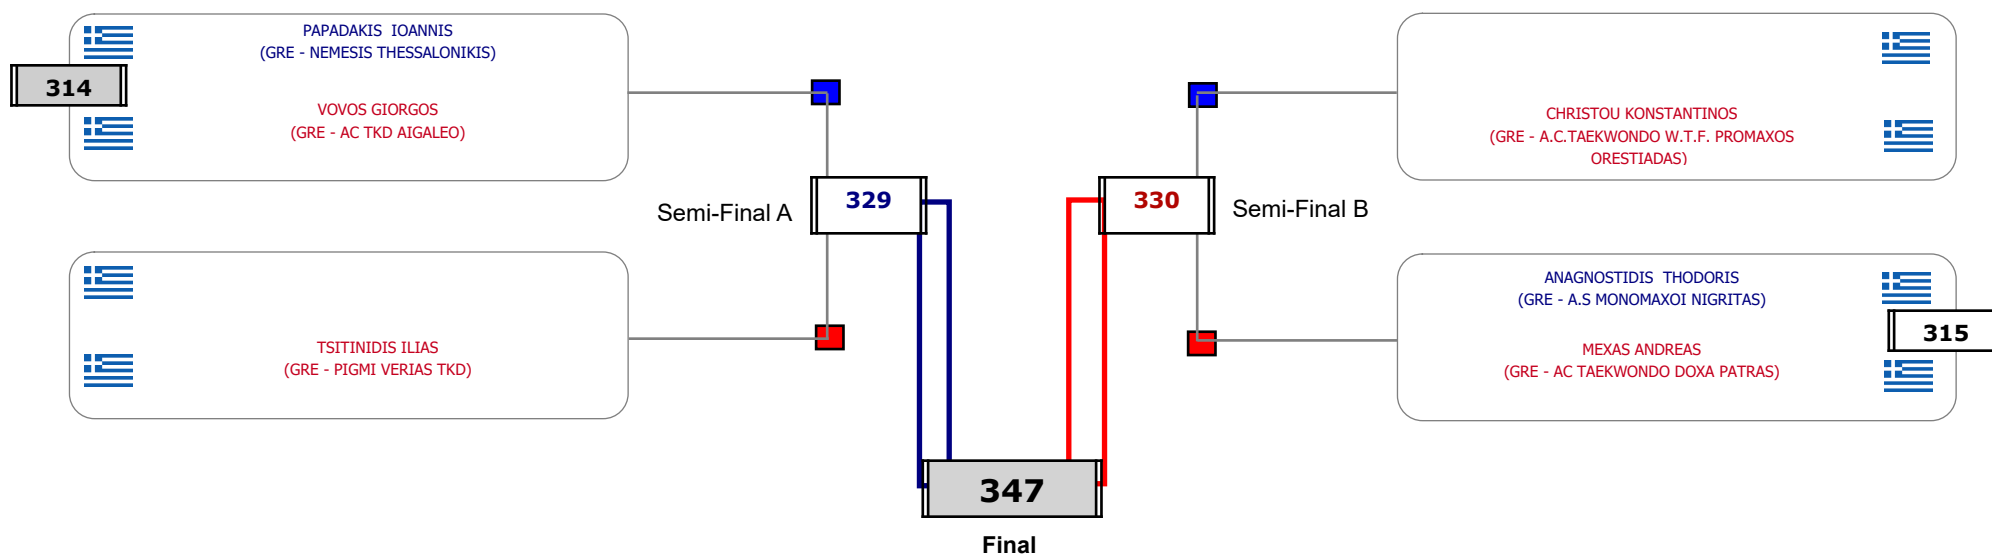 PAPADAKIS IOANNIS
(GRE - NEMESIS THESSALONIKIS)
314
VOVOS GIORGOS
(GRE - AC TKD AIGALEO)
CHRISTOU KONSTANTINOS
(GRE - A.C.TAEKWONDO W.T.F. PROMAXOS
ORESTIADAS)
Semi-Final A
329
330
Semi-Final B
TSITINIDIS ILIAS
(GRE - PIGMI VERIAS TKD)
ANAGNOSTIDIS THODORIS
(GRE - A.S MONOMAXOI NIGRITAS)
315
MEXAS ANDREAS
(GRE - AC TAEKWONDO DOXA PATRAS)
347
Final